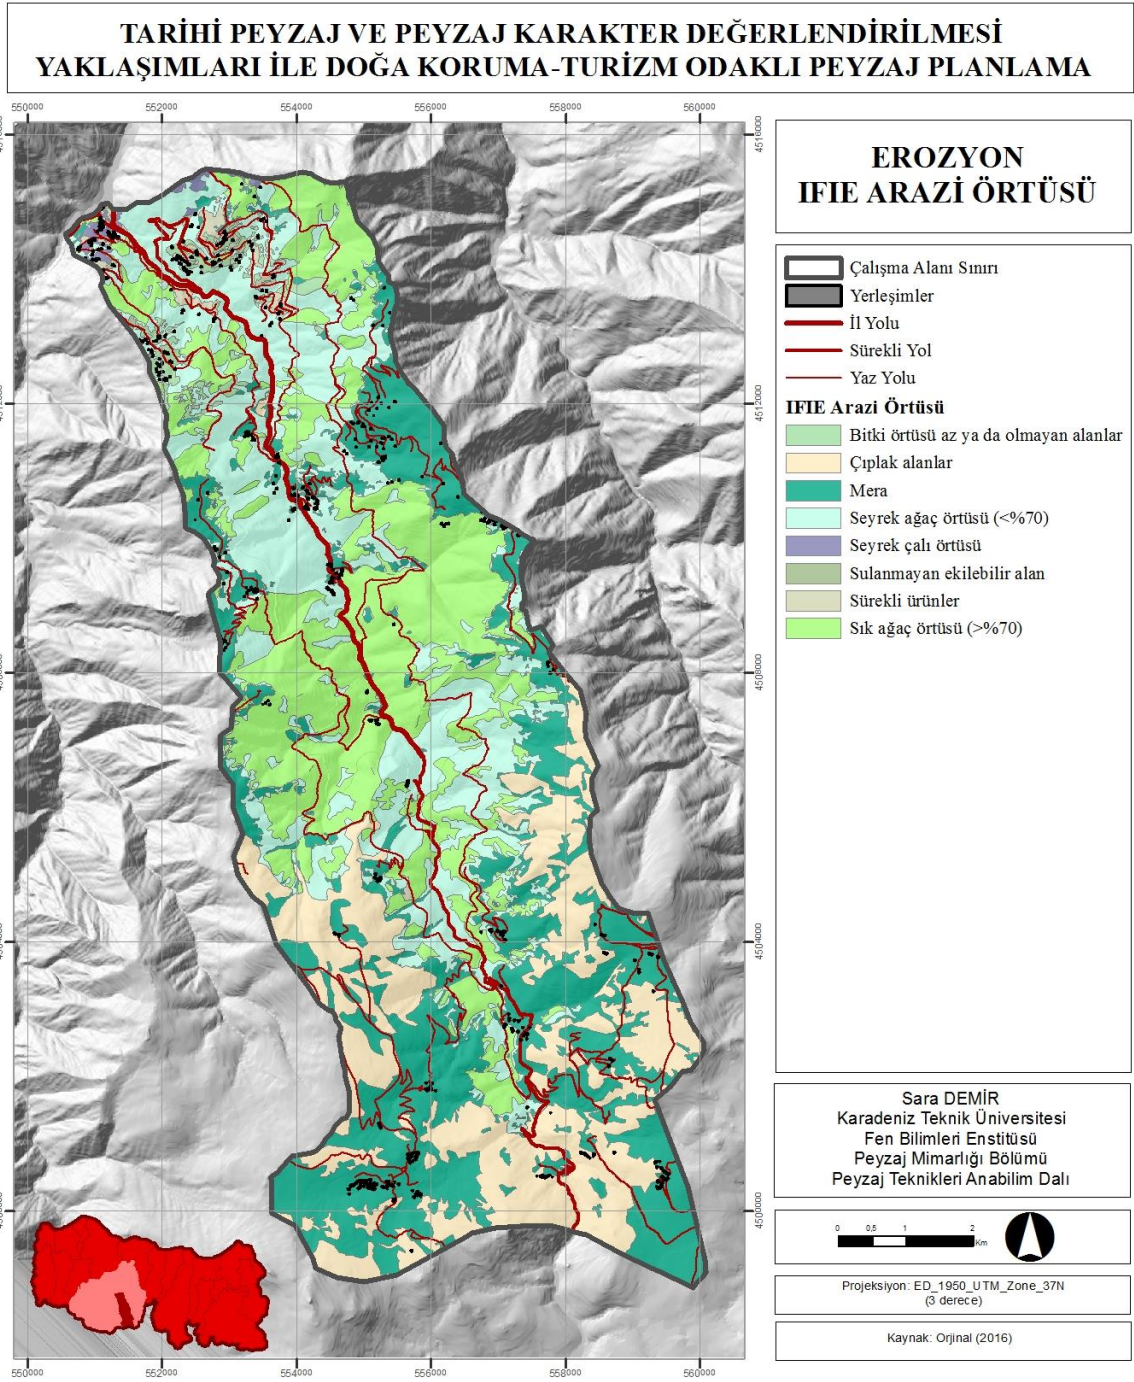 TARİHİ PEYZAJ VE PEYZAJ KARAKTER DEĞERLENDİRİLMESİ
YAKLAŞIMLARI İLE DOĞA KORUMA-TURİZM ODAKLI PEYZAJ PLANLAMA
550000 552000 554000 556000 558000 560000
4516000
4512000
4508000
4504000
4500000
EROZYON
IFIE ARAZİ ÖRTÜSÜ
Çalışma Alanı Sınırı
Yerleşimler
İl Yolu
Sürekli Yol
Yaz Yolu
IFIE Arazi Örtüsü
Bitki örtüsü az ya da olmayan alanlar
Çıplak alanlar
Mera
Seyrek ağaç örtüsü (<%70)
Seyrek çalı örtüsü
Sulanmayan ekilebilir alan
Sürekli ürünler
Sık ağaç örtüsü (>%70)
Sara DEMİR
Karadeniz Teknik Üniversitesi
Fen Bilimleri Enstitüsü
Peyzaj Mimarlığı Bölümü
Peyzaj Teknikleri Anabilim Dalı
0 0,5 1 2
Km
Projeksiyon: ED_1950_UTM_Zone_37N
(3 derece)
Kaynak: Orjinal (2016)
550000 552000 554000 556000 558000 560000